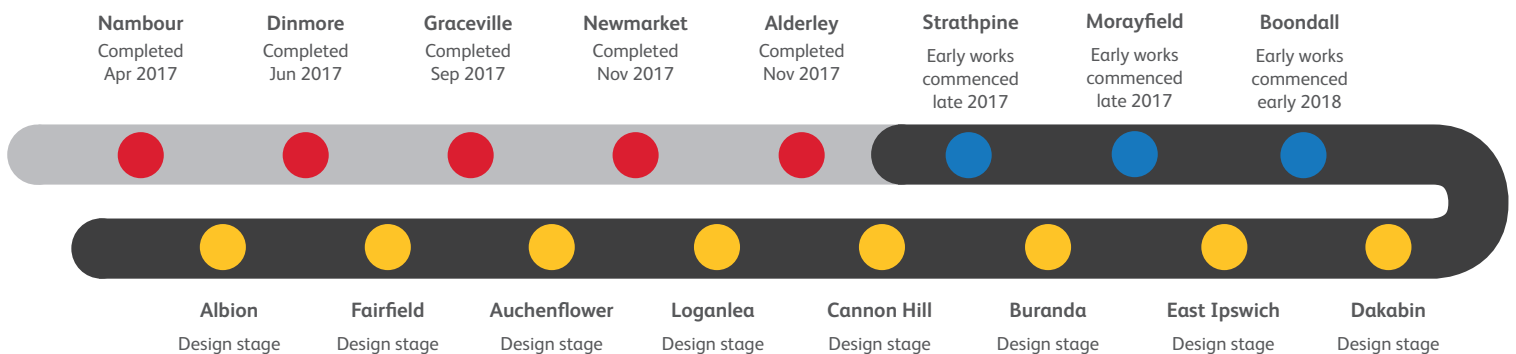 Nambour
Completed
Apr 2017
Dinmore
Completed
Jun 2017
Graceville
Completed
Sep 2017
Newmarket
Completed
Nov 2017
Alderley
Completed
Nov 2017
Strathpine
Early works
commenced
late 2017
Morayfield
Early works
commenced
late 2017
Boondall
Early works
commenced
early 2018
Albion
Design stage
Fairfield
Design stage
Auchenflower
Design stage
Loganlea
Design stage
Cannon Hill
Design stage
Buranda
Design stage
East Ipswich
Design stage
Dakabin
Design stage